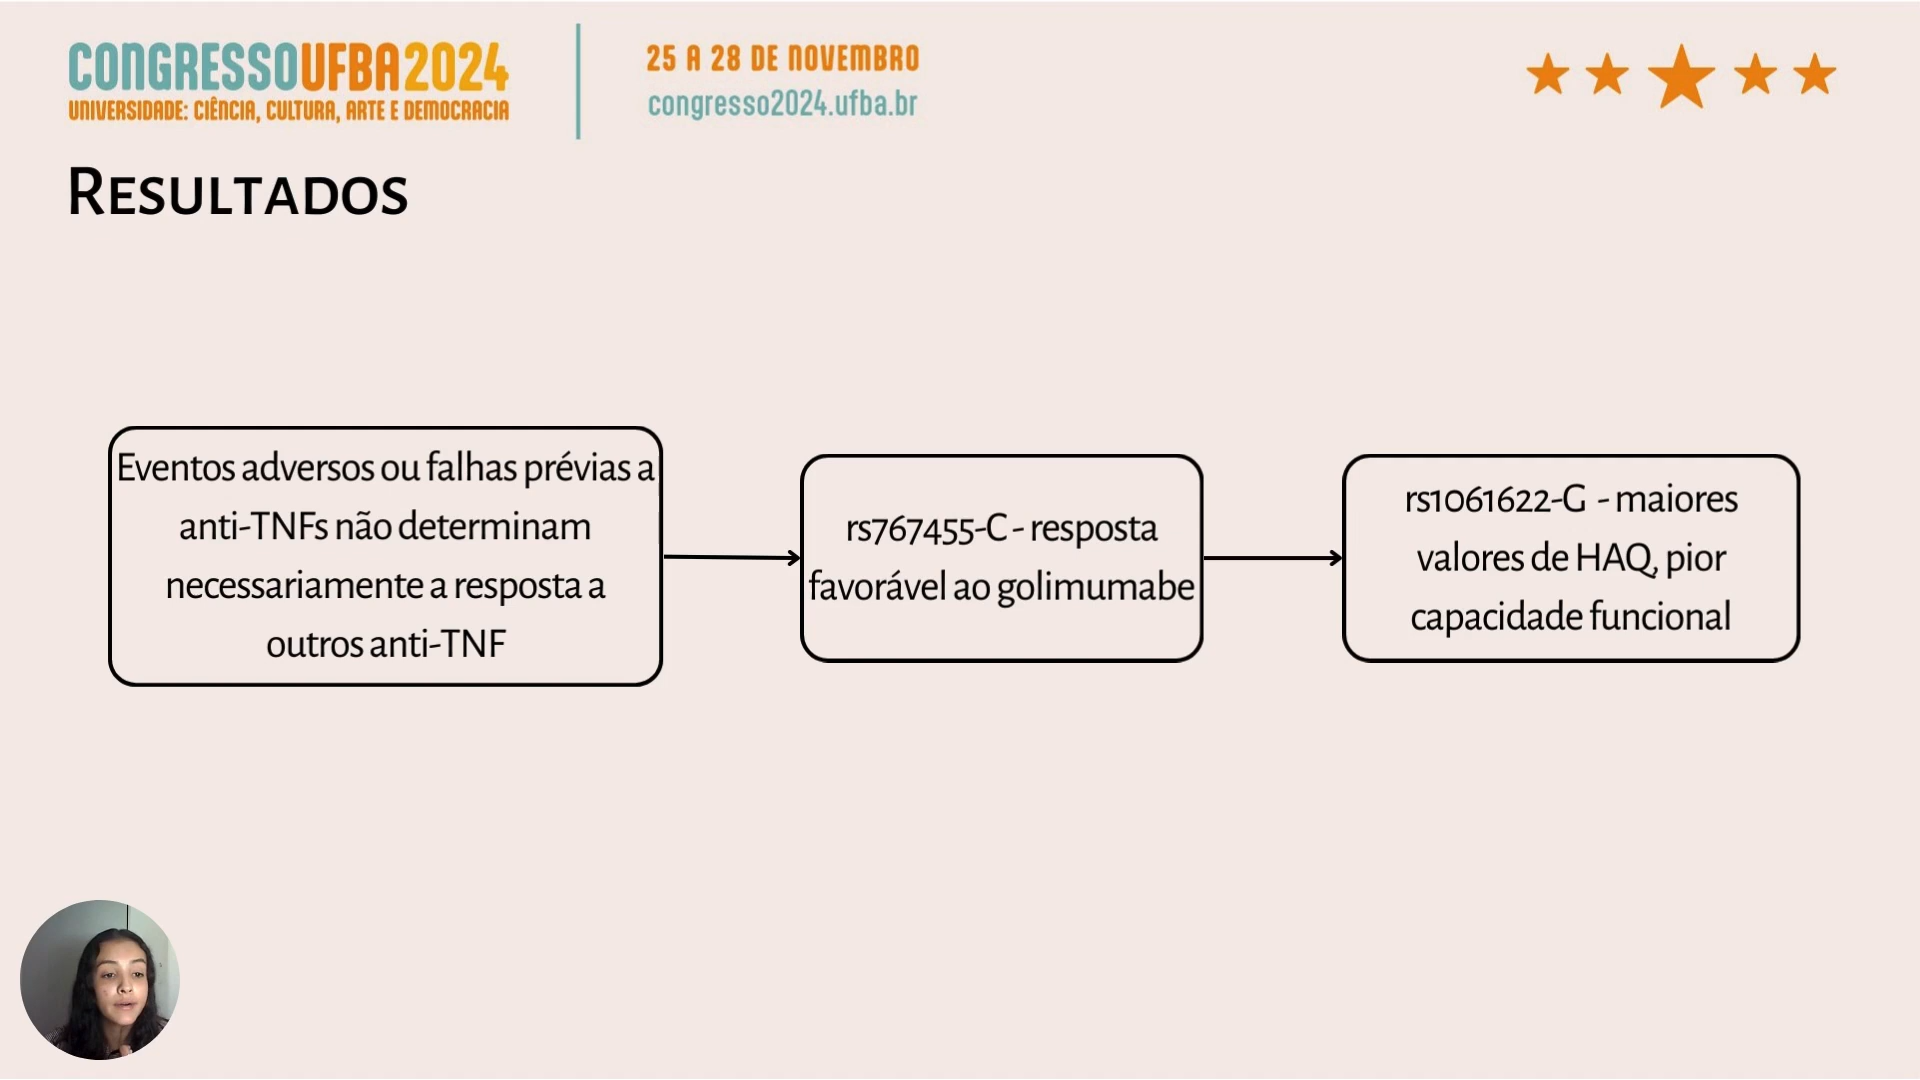 CONGRESSOUFBA2024
UNIVERSIDADE: CIÊNCIA, CULTURA, ARTE E DEMOCRACIA
25 A 28 DE NOVEMBRO
congresso2024.ufba.br
RESULTADOS
Eventos adversos ou falhas prévias a
anti-TNFs não determinam
necessariamente a resposta a
outros anti-TNF
rs767455-C - resposta
favorável ao golimumabe
rs1061622-G - maiores
valores de HAQ, pior
capacidade funcional